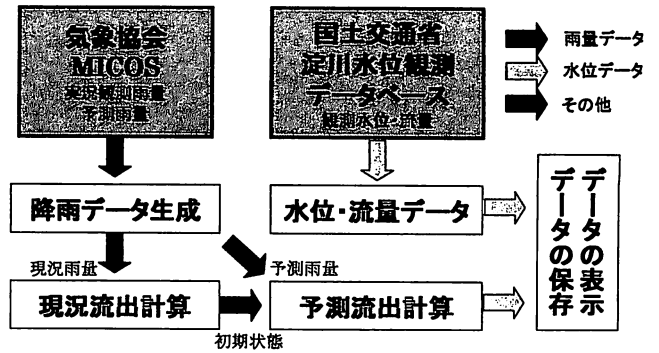 気象協会
MICOS
実況観測雨量
予測雨量
国土交通省
淀川水位観測
データベース
観測水位・流量
雨量データ
水位データ
その他
降雨データ生成
水位・流量データ
データの表示
データの保存
現況雨量
予測雨量
現況流出計算
予測流出計算
初期状態